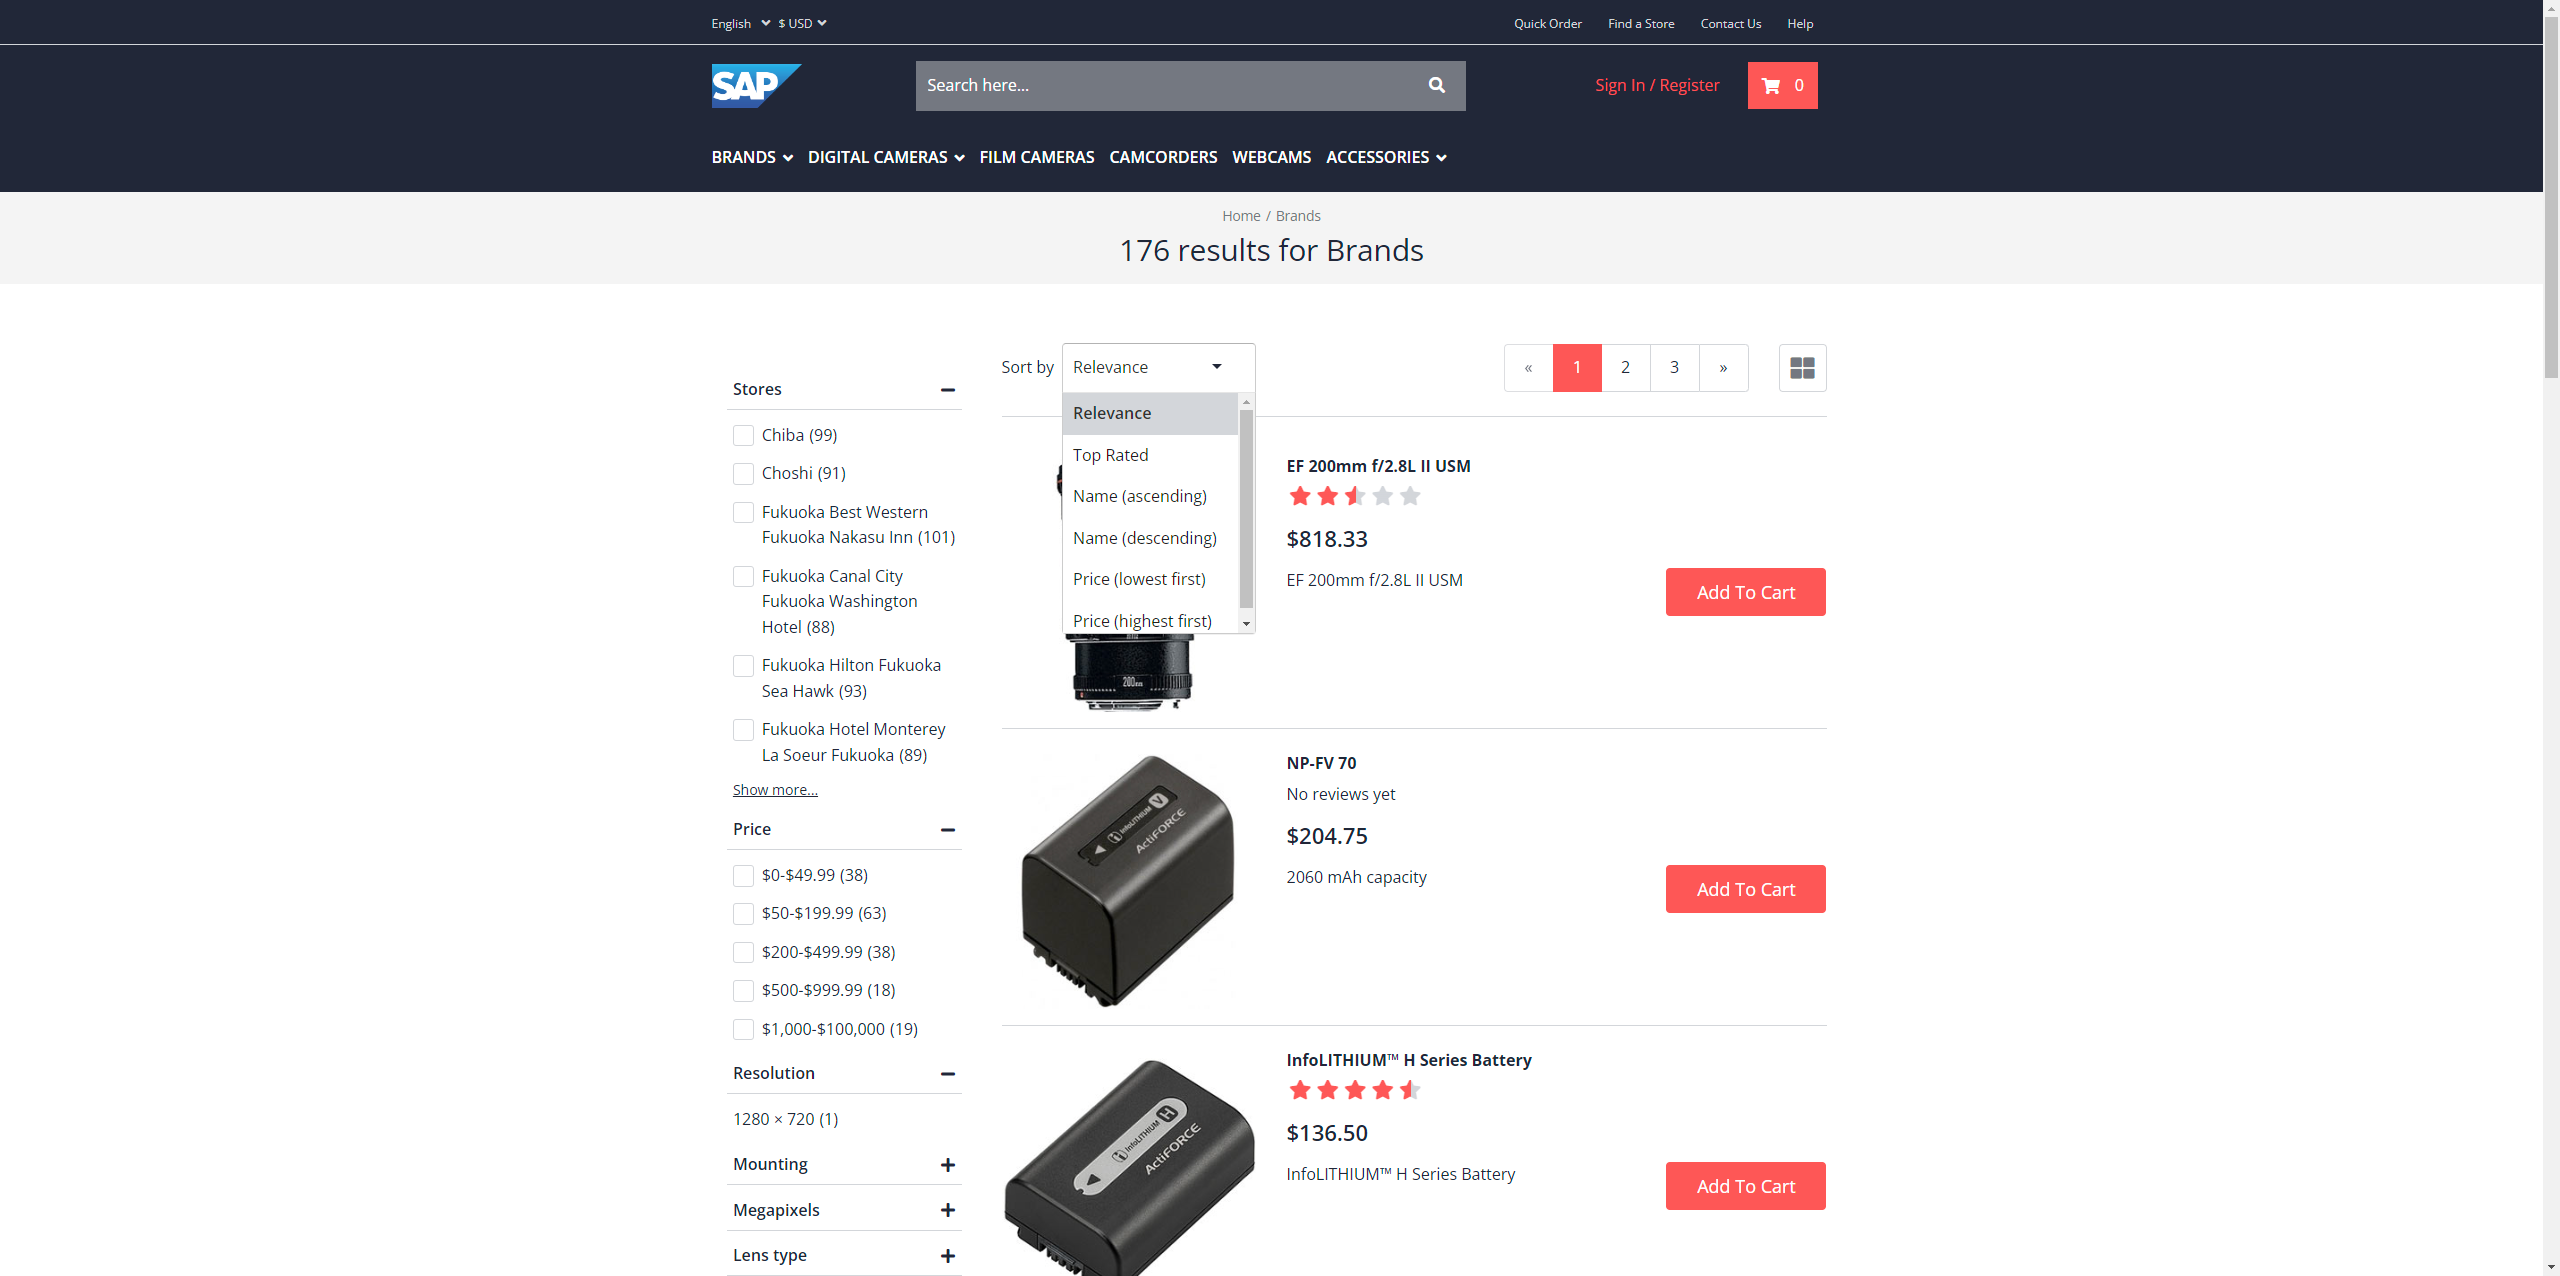 English
$ USD
Quick Order
Find a Store
Contact Us
Help
SAP
Search here...
Sign In / Register
0
BRANDS
DIGITAL CAMERAS
FILM CAMERAS
CAMCORDERS
WEBCAMS
ACCESSORIES
Home / Brands
176 results for Brands
Stores
Chiba (99)
Choshi (91)
Fukuoka Best Western
Fukuoka Nakasu Inn (101)
Fukuoka Canal City
Fukuoka Washington
Hotel (88)
Fukuoka Hilton Fukuoka
Sea Hawk (93)
Fukuoka Hotel Monterey
La Soeur Fukuoka (89)
Show more...
Price
$0-$49.99 (38)
$50-$199.99 (63)
$200-$499.99 (38)
$500-$999.99 (18)
$1,000-$100,000 (19)
Resolution
1280 × 720 (1)
Mounting
Megapixels
Lens type
Sort by
Relevance
Relevance
Top Rated
Name (ascending)
Name (descending)
Price (lowest first)
Price (highest first)
«
1
2
3
»
EF 200mm f/2.8L II USM
$818.33
EF 200mm f/2.8L II USM
Add To Cart
200mm
NP-FV 70
No reviews yet
$204.75
2060 mAh capacity
Add To Cart
InfoLITHIUM V
ActiFORCE
InfoLITHIUM™ H Series Battery
$136.50
InfoLITHIUM™ H Series Battery
Add To Cart
InfoLITHIUM H
ActiFORCE